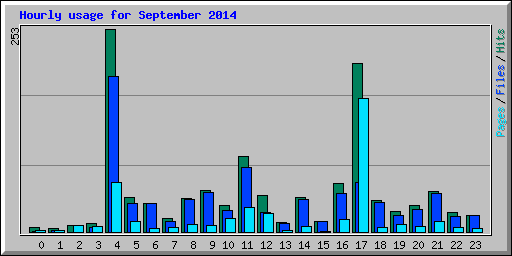 Hourly usage for September 2014
253
Pages / Files / Hits
0 1 2 3 4 5 6 7 8 9 10 11 12 13 14 15 16 17 18 19 20 21 22 23